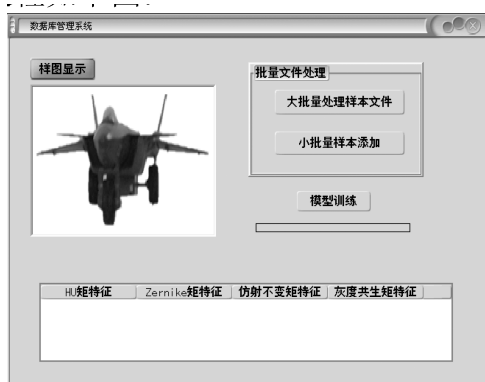 数据库管理系统
样图显示
批量文件处理
大批量处理样本文件
小批量样本添加
模型训练
HU矩特征 Zernike矩特征 仿射不变矩特征 灰度共生矩特征